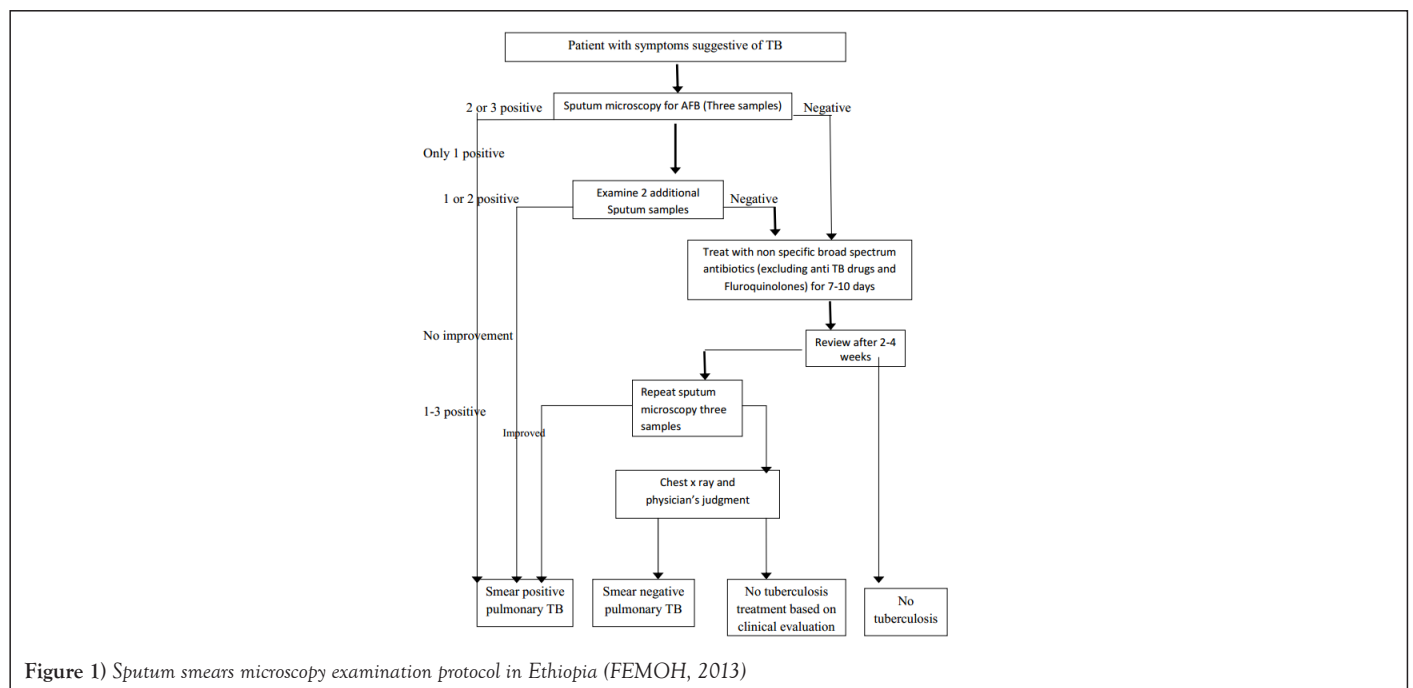 Patient with symptoms suggestive of TB
2 or 3 positive
Sputum microscopy for AFB (Three samples)
Negative
Only 1 positive
1 or 2 positive
Examine 2 additional
Sputum samples
Negative
Treat with non specific broad spectrum
antibiotics (excluding anti TB drugs and
Fluroquinolones) for 7-10 days
No improvement
Review after 2-4
weeks
Repeat sputum
microscopy three
samples
1-3 positive
Improved
Chest x ray and
physician's judgment
Smear positive
pulmonary TB
Smear negative
pulmonary TB
No tuberculosis
treatment based on
clinical evaluation
No
tuberculosis
Figure 1) Sputum smears microscopy examination protocol in Ethiopia (FEMOH, 2013)